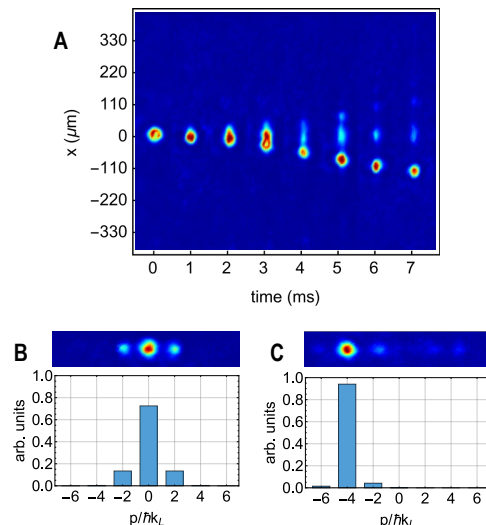 A
330
220
110
0
−110
−220
−330
x (μm)
0 1 2 3 4 5 6 7
time (ms)
B
1.0
0.8
0.6
0.4
0.2
0.0
arb. units
−6 −4 −2 0 2 4 6
p/ħk_L
C
1.0
0.8
0.6
0.4
0.2
0.0
arb. units
−6 −4 −2 0 2 4 6
p/ħk_L